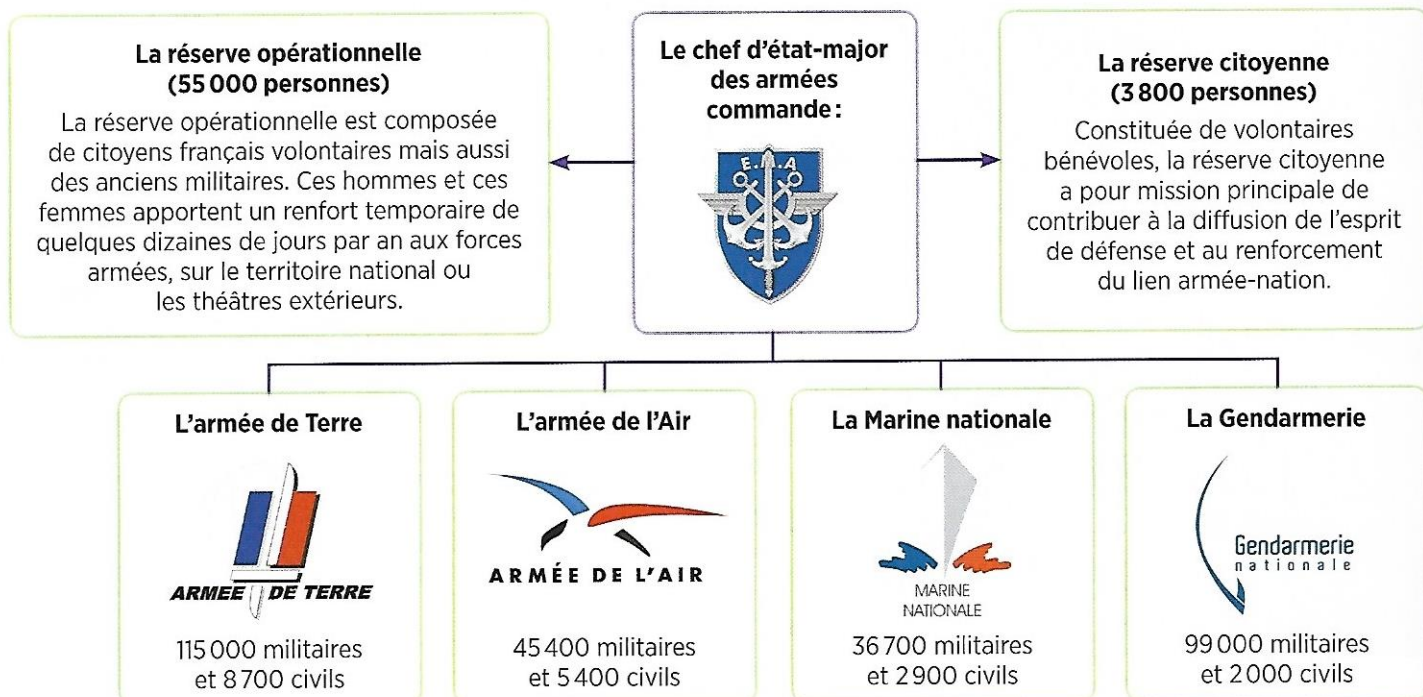 La réserve opérationnelle
(55 000 personnes)
La réserve opérationnelle est composée
de citoyens français volontaires mais aussi
des anciens militaires. Ces hommes et ces
femmes apportent un renfort temporaire de
quelques dizaines de jours par an aux forces
armées, sur le territoire national ou
les théâtres extérieurs.
Le chef d'état-major
des armées
commande :
E.M.A
La réserve citoyenne
(3 800 personnes)
Constituée de volontaires
bénévoles, la réserve citoyenne
a pour mission principale de
contribuer à la diffusion de l'esprit
de défense et au renforcement
du lien armée-nation.
L'armée de Terre
ARMEE DE TERRE
115 000 militaires
et 8 700 civils
L'armée de l'Air
ARMÉE DE L'AIR
45 400 militaires
et 5 400 civils
La Marine nationale
MARINE
NATIONALE
36 700 militaires
et 2 900 civils
La Gendarmerie
Gendarmerie
nationale
99 000 militaires
et 2 000 civils